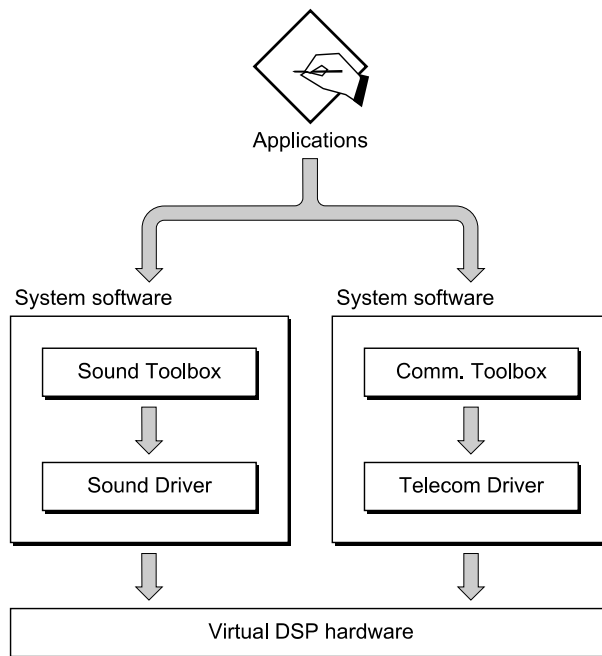 Applications
System software
System software
Sound Toolbox
Comm. Toolbox
Sound Driver
Telecom Driver
Virtual DSP hardware